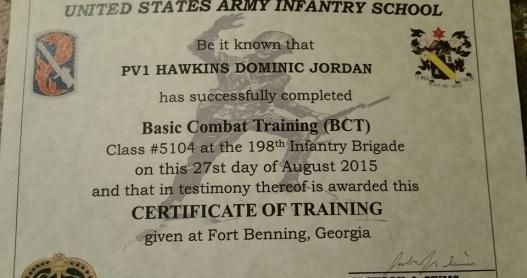 UNITED STATES ARMY INFANTRY SCHOOL
Be it known that
PV1 HAWKINS DOMINIC JORDAN
has successfully completed
Basic Combat Training (BCT)
Class #5104 at the 198th Infantry Brigade
on this 27st day of August 2015
and that in testimony thereof is awarded this
CERTIFICATE OF TRAINING
given at Fort Benning, Georgia